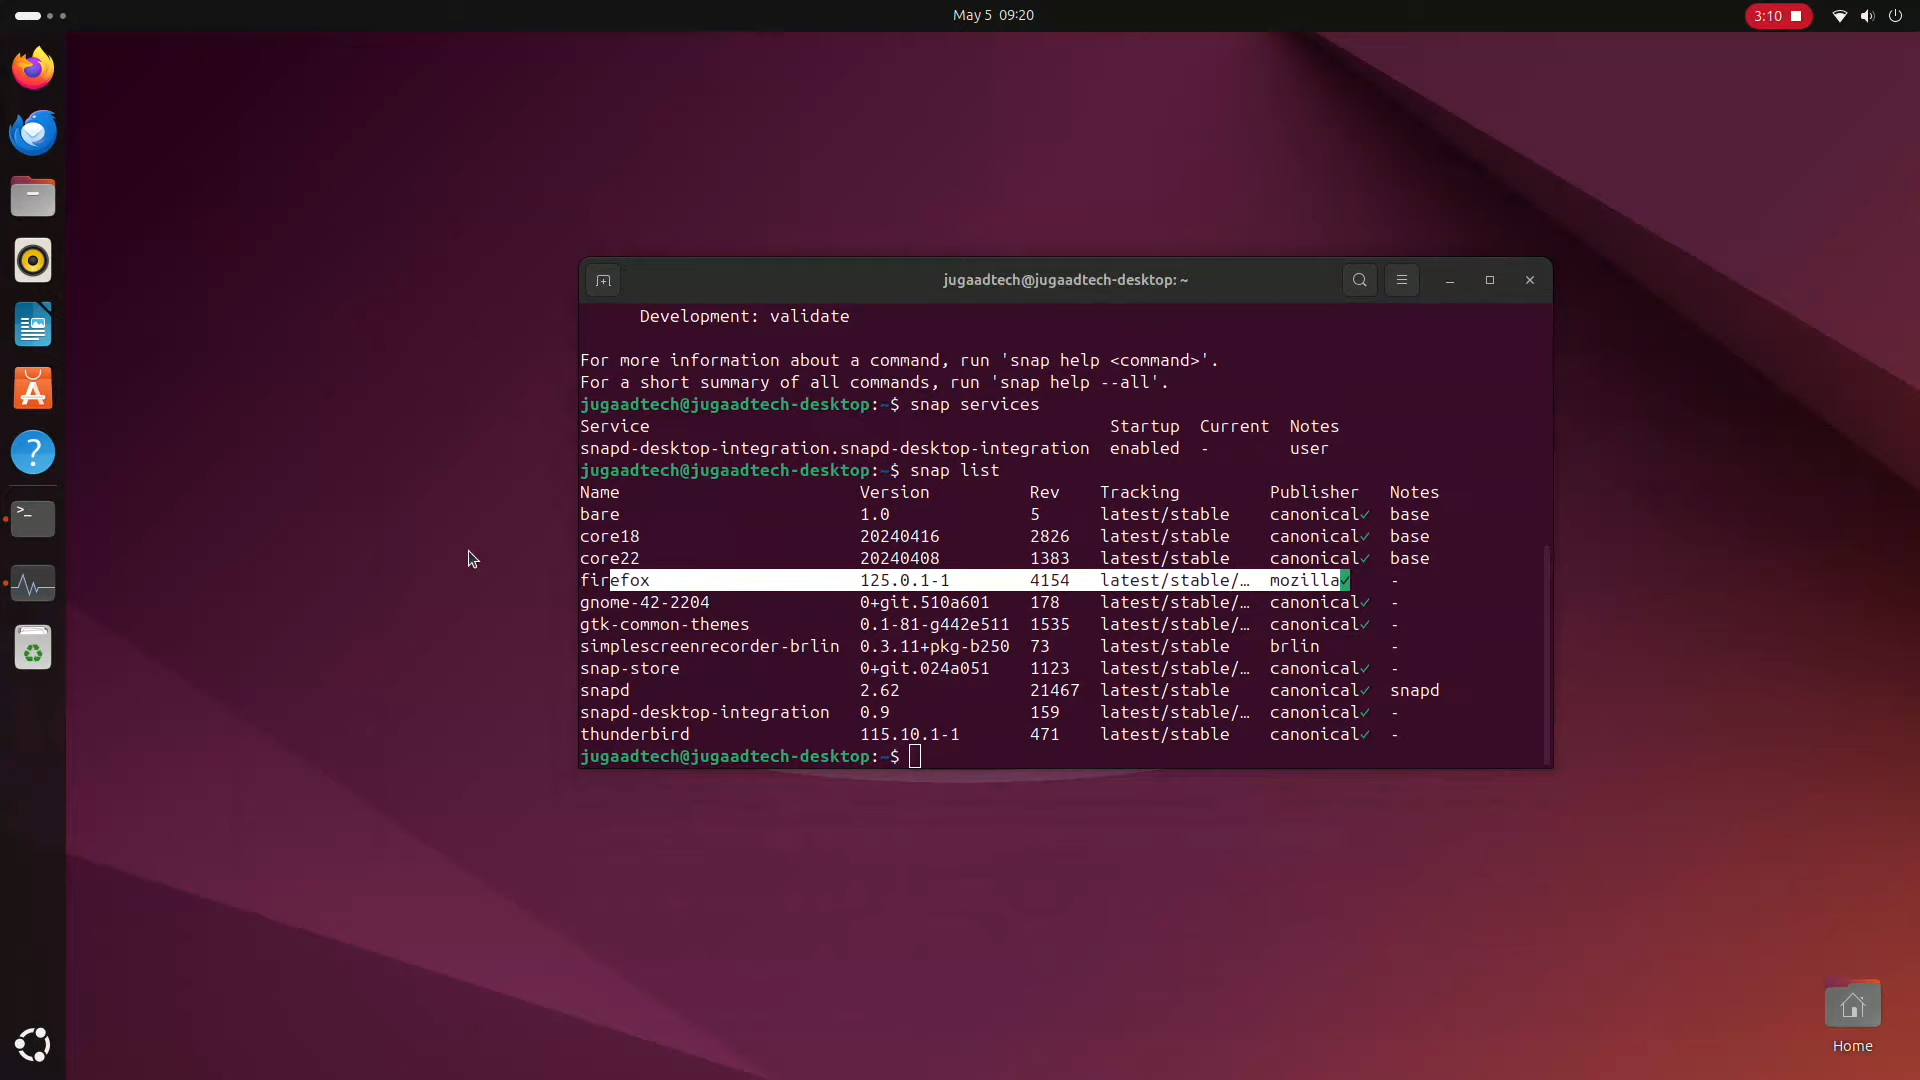 May 5 09:20
3:10
jugaadtech@jugaadtech-desktop: ~
Development: validate
For more information about a command, run 'snap help <command>'.
For a short summary of all commands, run 'snap help --all'.
jugaadtech@jugaadtech-desktop:~$ snap services
Service Startup Current Notes
snapd-desktop-integration.snapd-desktop-integration enabled - user
jugaadtech@jugaadtech-desktop:~$ snap list
Name Version Rev Tracking Publisher Notes
bare 1.0 5 latest/stable canonical✓ base
core18 20240416 2826 latest/stable canonical✓ base
core22 20240408 1383 latest/stable canonical✓ base
firefox 125.0.1-1 4154 latest/stable/… mozilla✓ -
gnome-42-2204 0+git.510a601 178 latest/stable/… canonical✓ -
gtk-common-themes 0.1-81-g442e511 1535 latest/stable/… canonical✓ -
simplescreenrecorder-brlin 0.3.11+pkg-b250 73 latest/stable brlin -
snap-store 0+git.024a051 1123 latest/stable/… canonical✓ -
snapd 2.62 21467 latest/stable canonical✓ snapd
snapd-desktop-integration 0.9 159 latest/stable/… canonical✓ -
thunderbird 115.10.1-1 471 latest/stable canonical✓ -
jugaadtech@jugaadtech-desktop:~$
Home